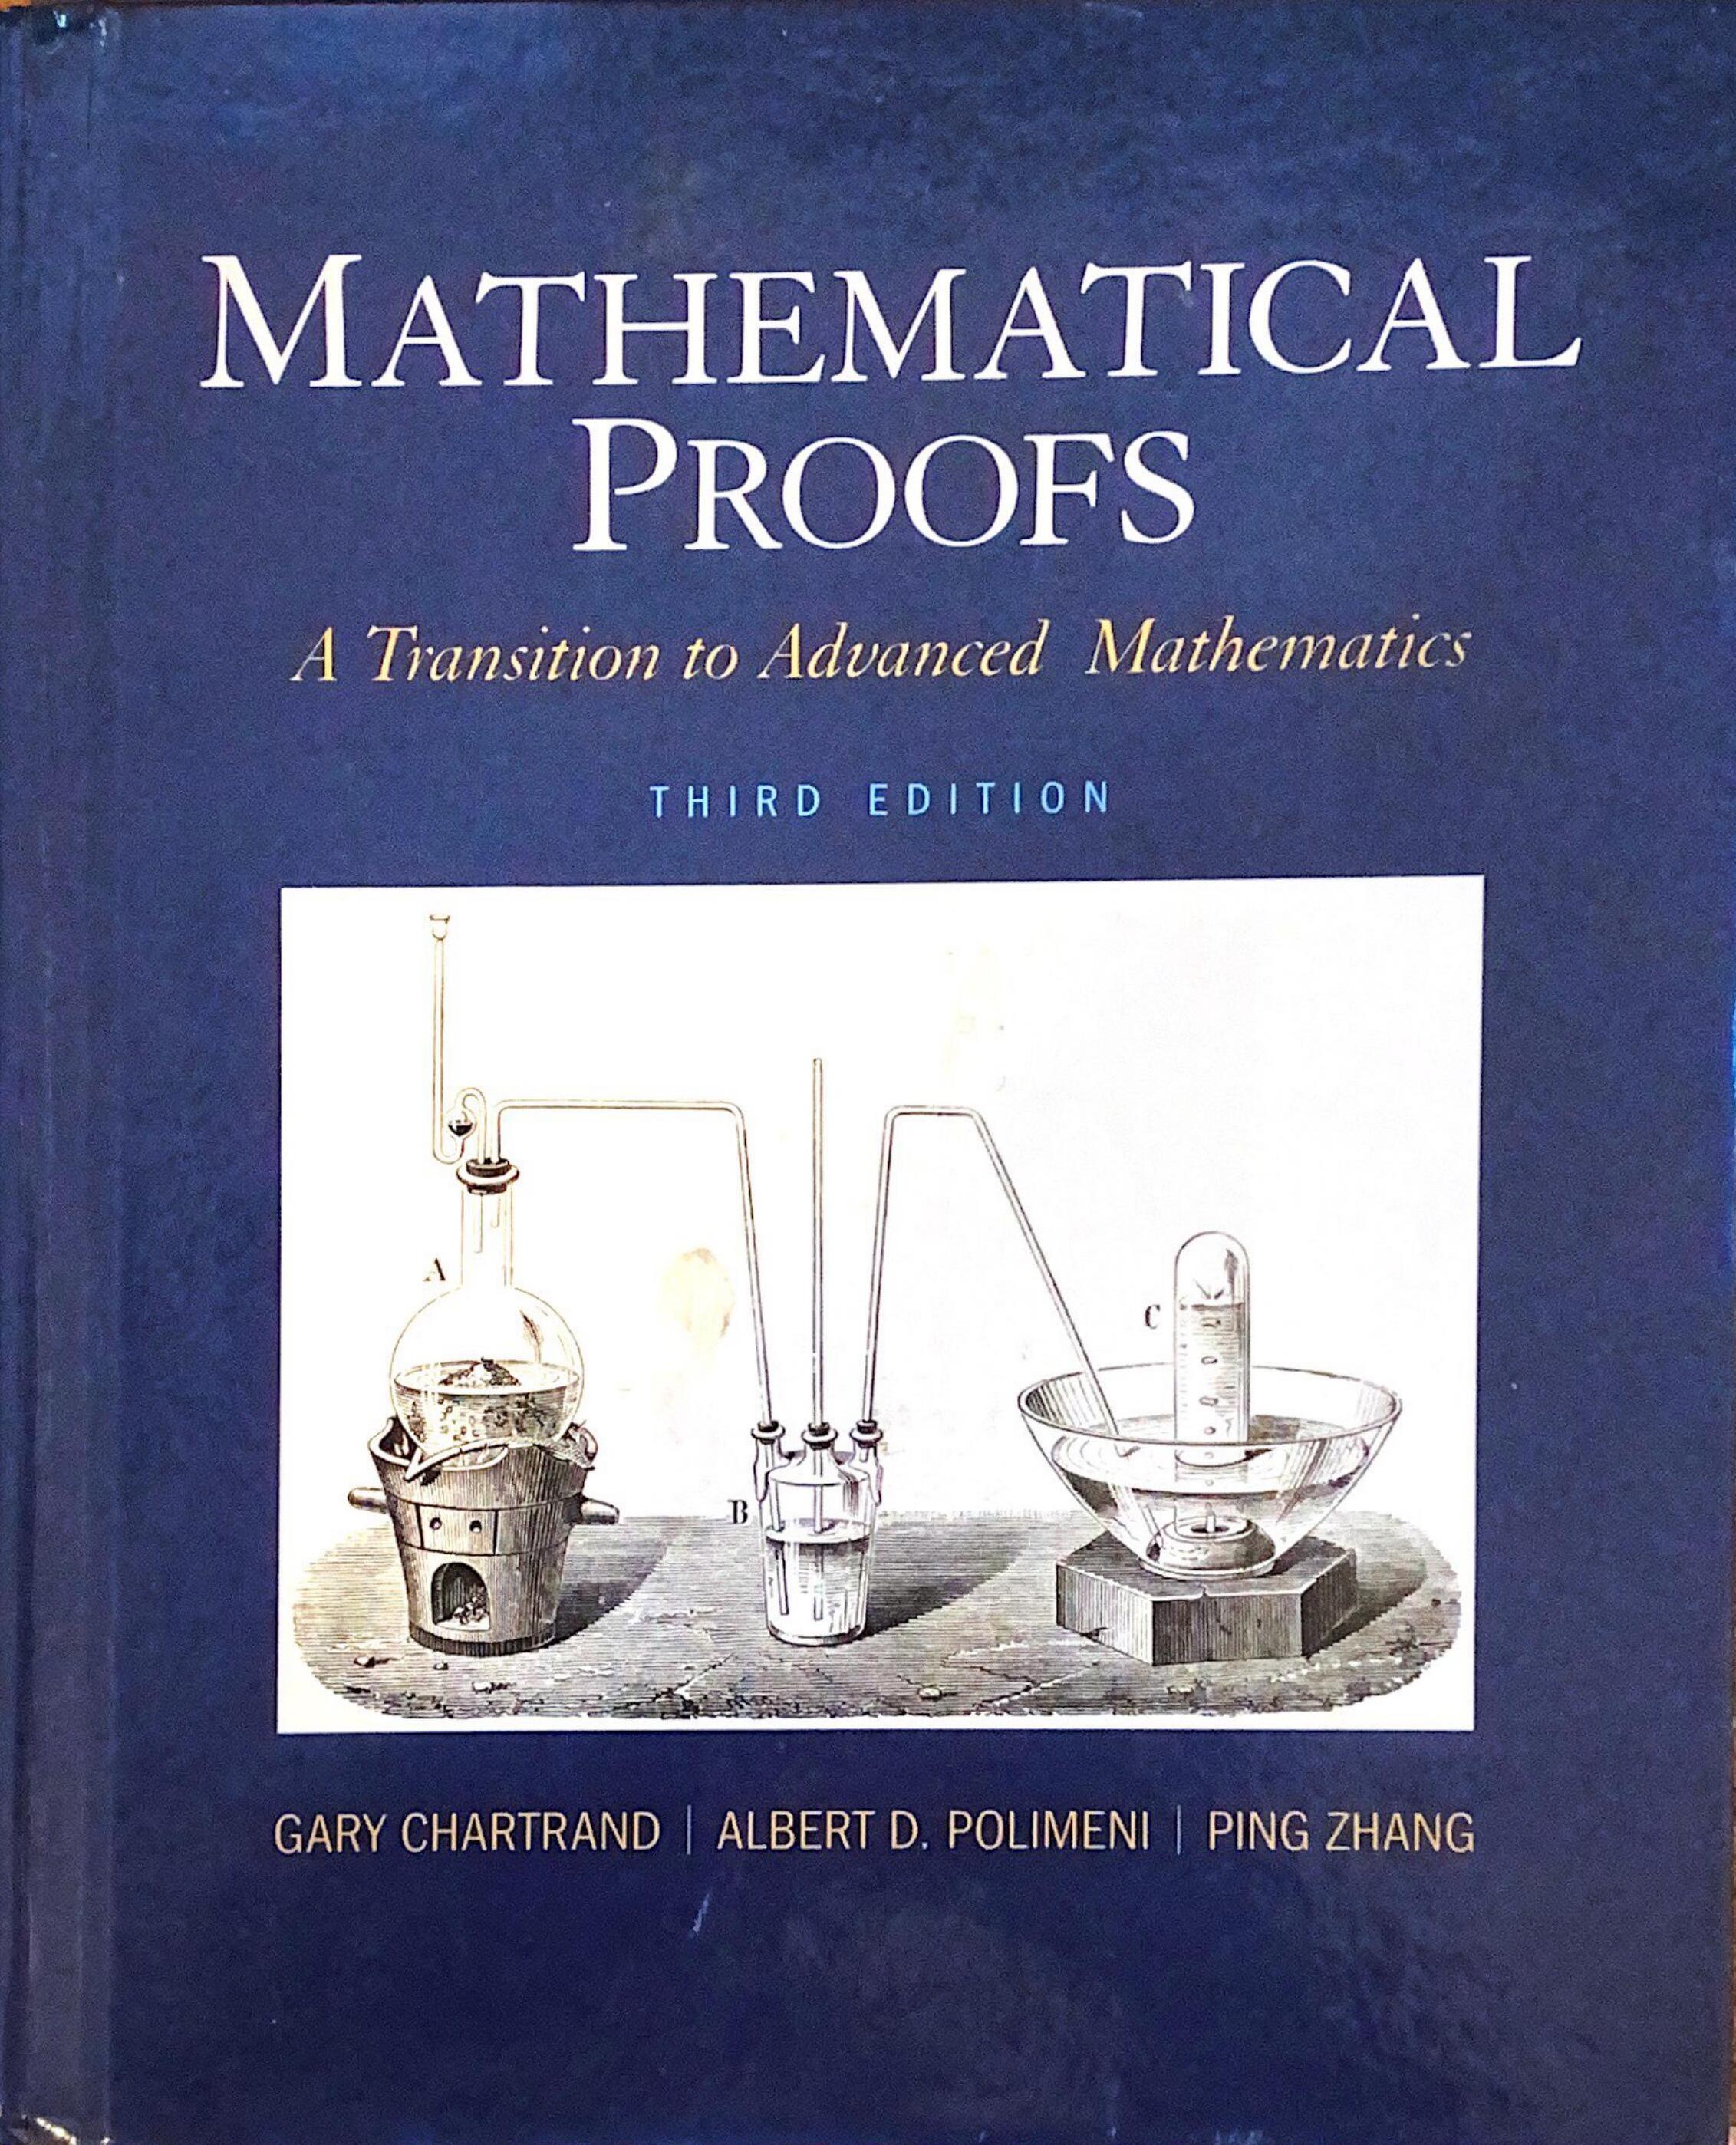 MATHEMATICAL
PROOFS
A Transition to Advanced Mathematics
THIRD EDITION
A
C
B
GARY CHARTRAND | ALBERT D. POLIMENI | PING ZHANG